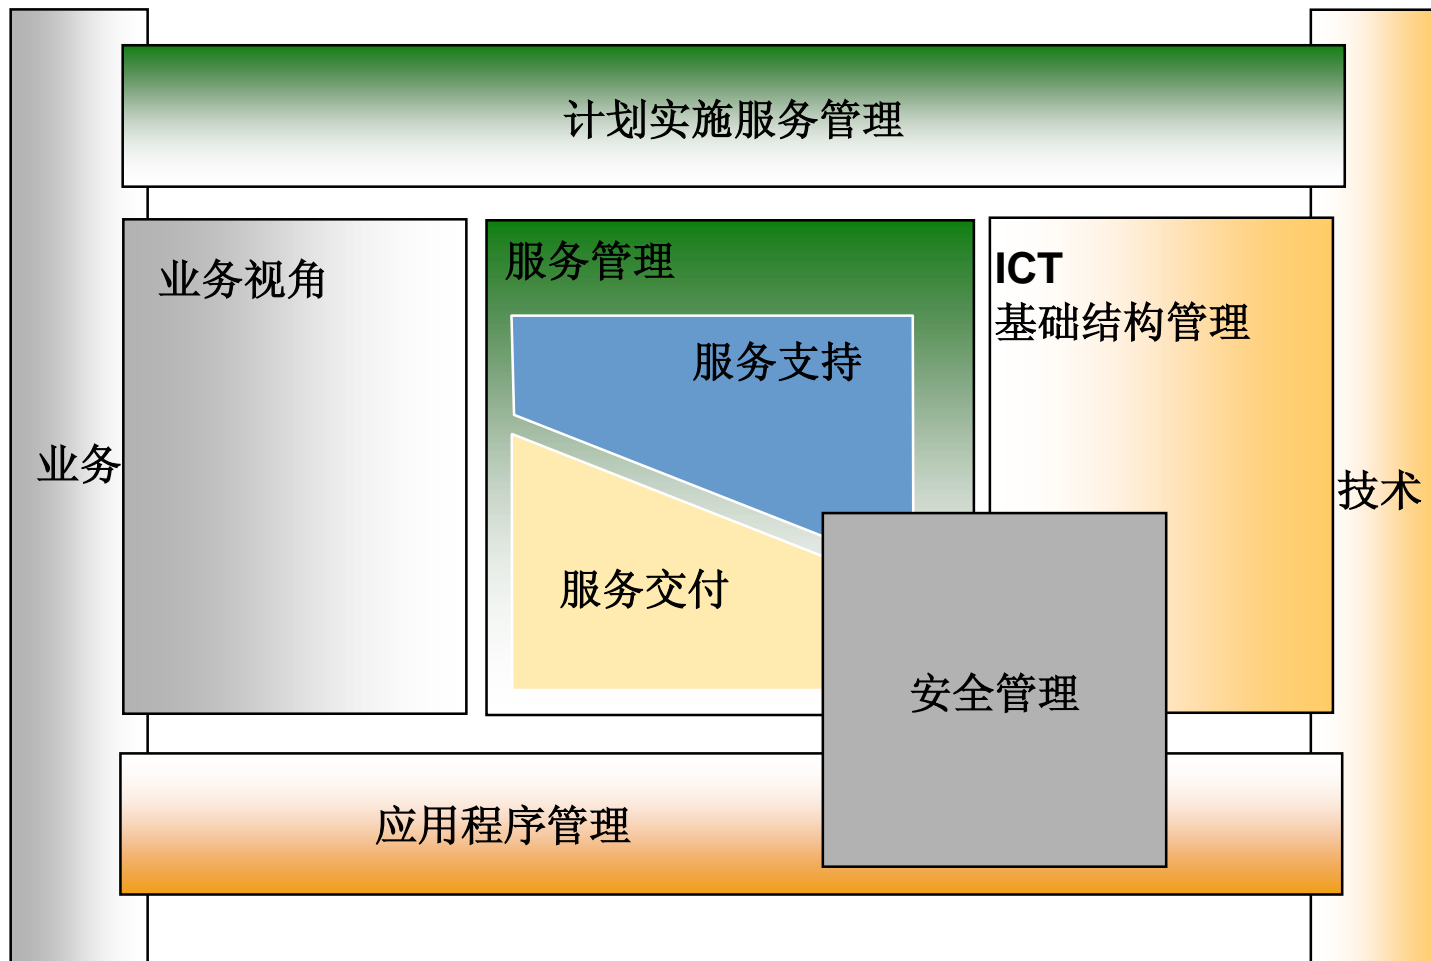 计划实施服务管理
业务视角
服务管理
ICT
基础结构管理
服务支持
业务
技术
服务交付
安全管理
应用程序管理